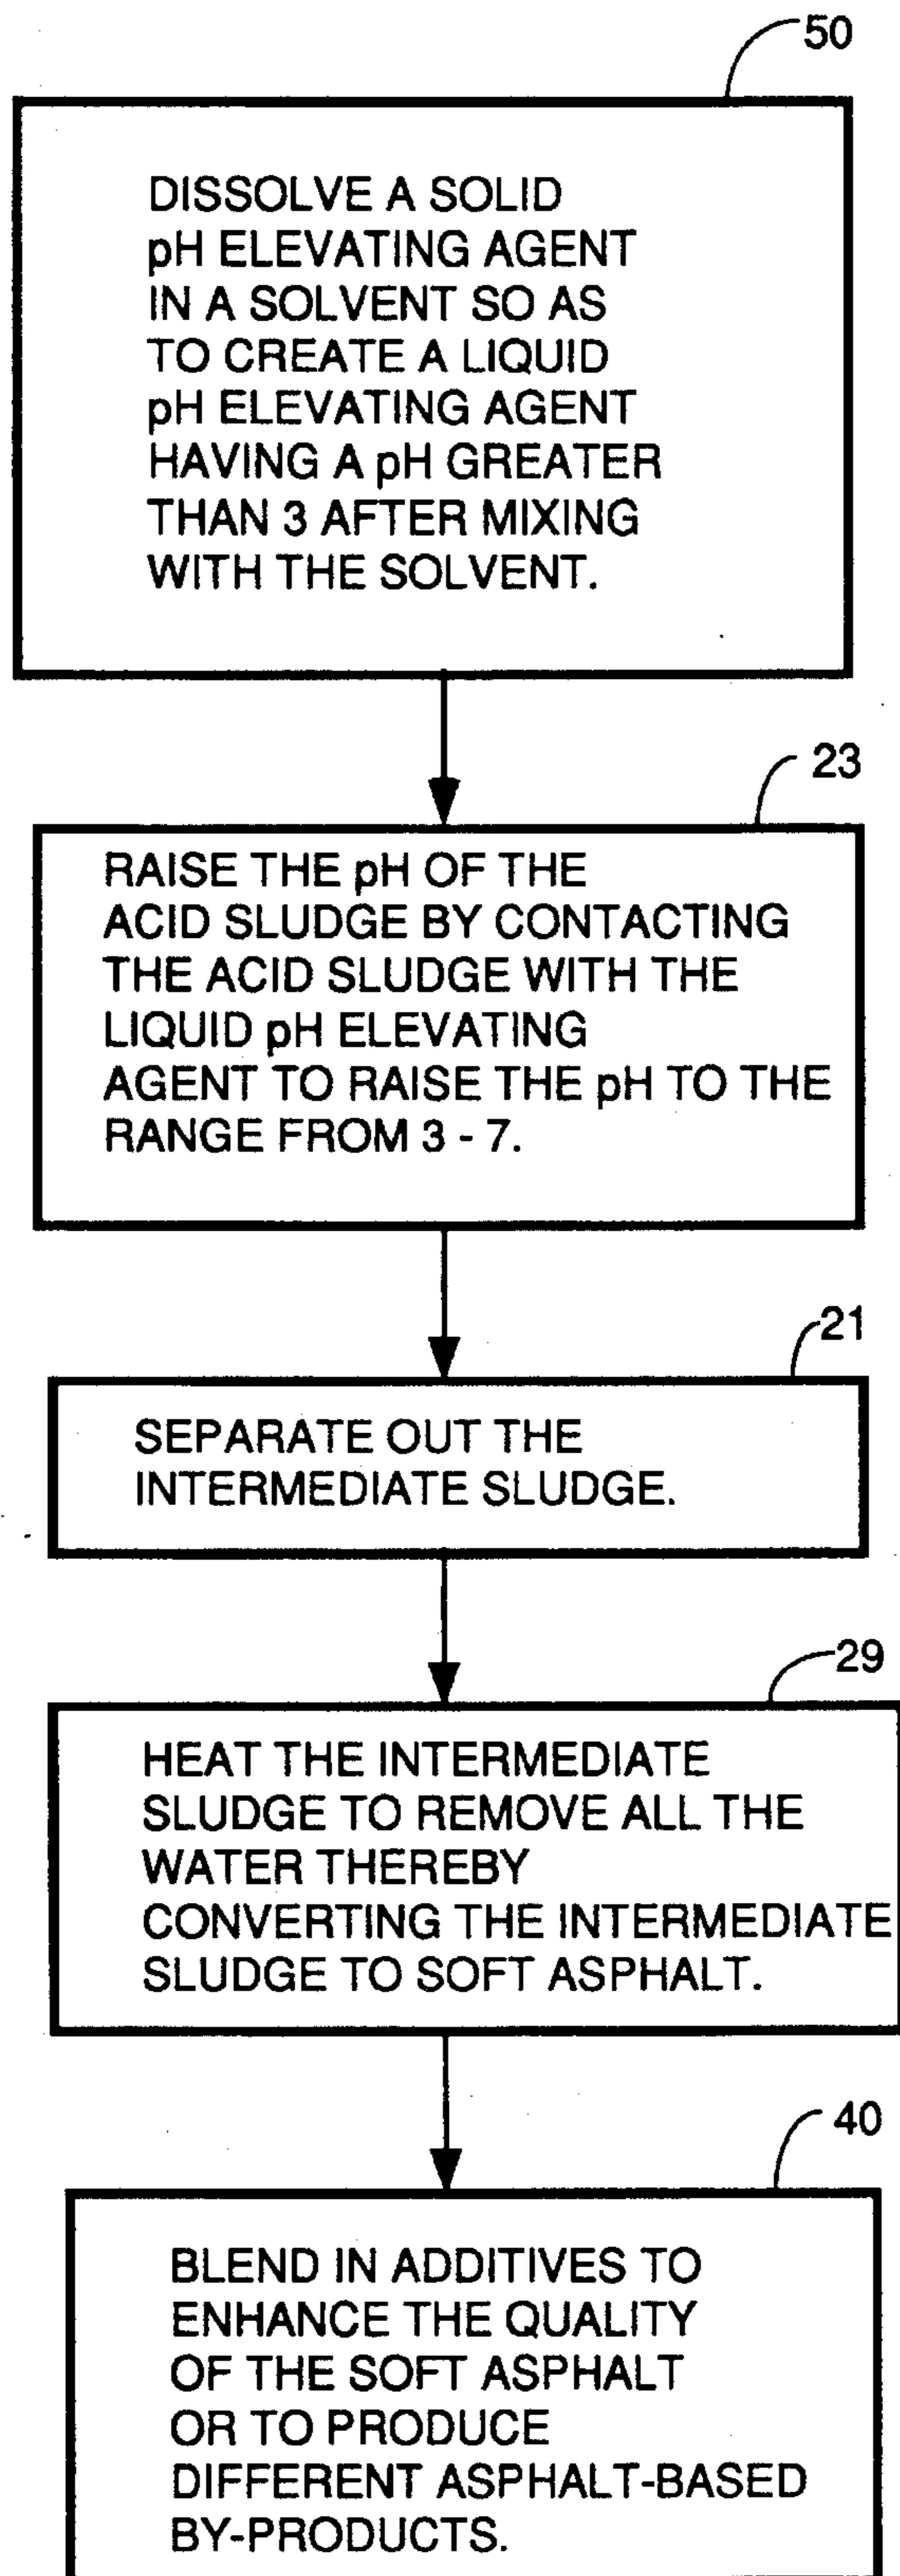 50
DISSOLVE A SOLID
pH ELEVATING AGENT
IN A SOLVENT SO AS
TO CREATE A LIQUID
pH ELEVATING AGENT
HAVING A pH GREATER
THAN 3 AFTER MIXING
WITH THE SOLVENT.
23
RAISE THE pH OF THE
ACID SLUDGE BY CONTACTING
THE ACID SLUDGE WITH THE
LIQUID pH ELEVATING
AGENT TO RAISE THE pH TO THE
RANGE FROM 3 - 7.
21
SEPARATE OUT THE
INTERMEDIATE SLUDGE.
29
HEAT THE INTERMEDIATE
SLUDGE TO REMOVE ALL THE
WATER THEREBY
CONVERTING THE INTERMEDIATE
SLUDGE TO SOFT ASPHALT.
40
BLEND IN ADDITIVES TO
ENHANCE THE QUALITY
OF THE SOFT ASPHALT
OR TO PRODUCE
DIFFERENT ASPHALT-BASED
BY-PRODUCTS.